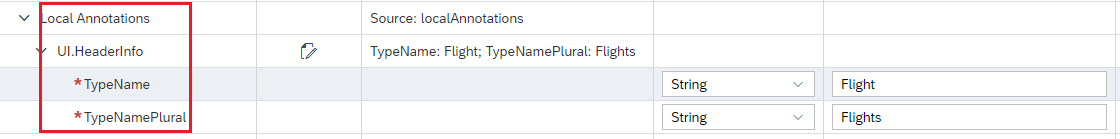 Local Annotations Source: localAnnotations
UI.HeaderInfo TypeName: Flight; TypeNamePlural: Flights
*TypeName String Flight
*TypeNamePlural String Flights